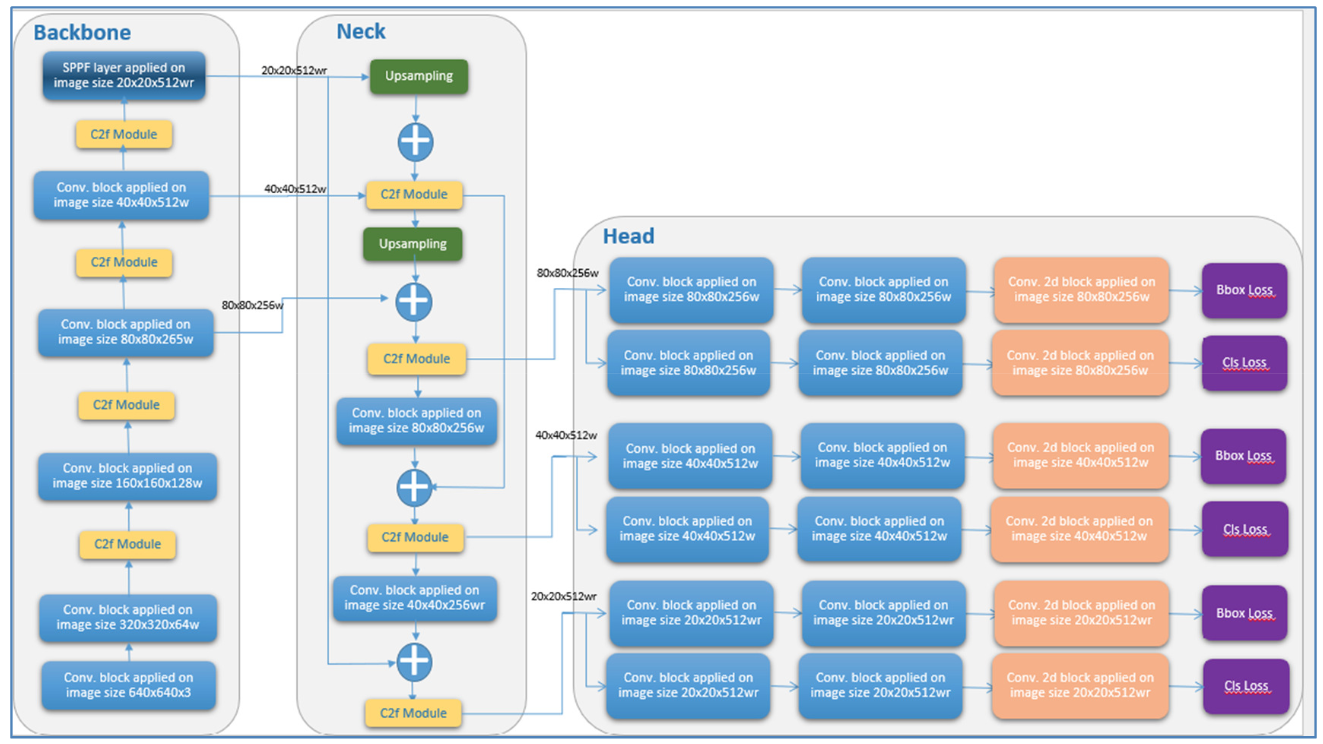 Backbone
SPPF layer applied on
image size 20x20x512wr
C2f Module
Conv. block applied on
image size 40x40x512w
C2f Module
Conv. block applied on
image size 80x80x265w
C2f Module
Conv. block applied on
image size 160x160x128w
C2f Module
Conv. block applied on
image size 320x320x64w
Conv. block applied on
image size 640x640x3
20x20x512wr
40x40x512w
80x80x256w
Neck
Upsampling
C2f Module
Upsampling
C2f Module
Conv. block applied on
image size 80x80x256w
C2f Module
Conv. block applied on
image size 40x40x256wr
C2f Module
Head
80x80x256w
Conv. block applied on
image size 80x80x256w
Conv. block applied on
image size 80x80x256w
Conv. 2d block applied on
image size 80x80x256w
Bbox Loss
Conv. block applied on
image size 80x80x256w
Conv. block applied on
image size 80x80x256w
Conv. 2d block applied on
image size 80x80x256w
Cls Loss
40x40x512w
Conv. block applied on
image size 40x40x512w
Conv. block applied on
image size 40x40x512w
Conv. 2d block applied on
image size 40x40x512w
Bbox Loss
Conv. block applied on
image size 40x40x512w
Conv. block applied on
image size 40x40x512w
Conv. 2d block applied on
image size 40x40x512w
Cls Loss
20x20x512wr
Conv. block applied on
image size 20x20x512wr
Conv. block applied on
image size 20x20x512wr
Conv. 2d block applied on
image size 20x20x512wr
Bbox Loss
Conv. block applied on
image size 20x20x512wr
Conv. block applied on
image size 20x20x512wr
Conv. 2d block applied on
image size 20x20x512wr
Cls Loss